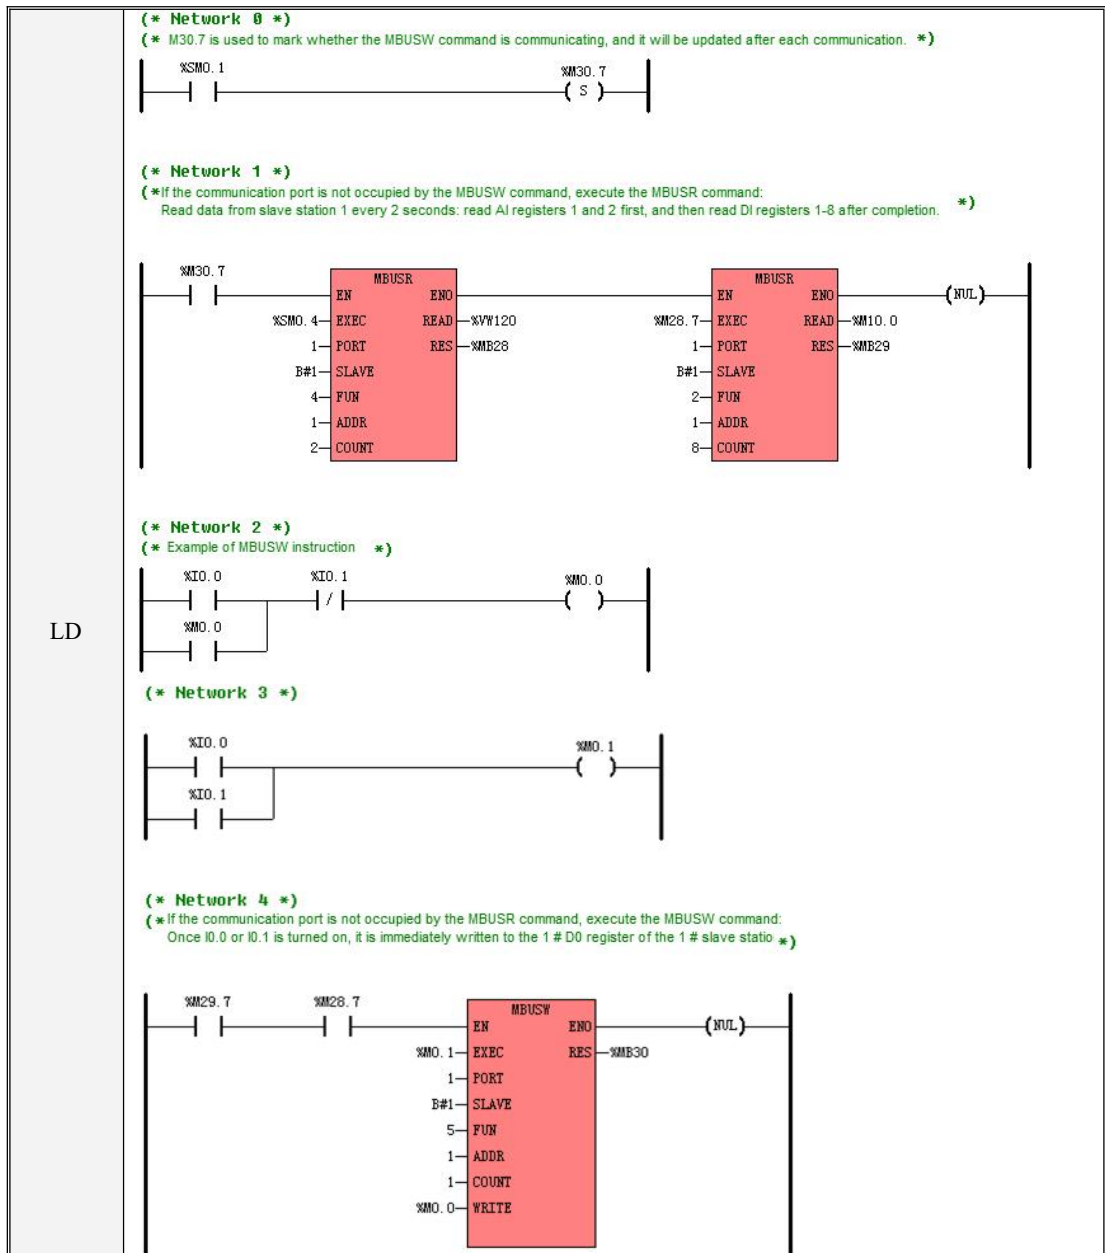 (* Network 0 *)
(* M30.7 is used to mark whether the MBUSW command is communicating, and it will be updated after each communication. *)
%SM0.1 %M30.7
( S )
(* Network 1 *)
(*If the communication port is not occupied by the MBUSW command, execute the MBUSR command:
Read data from slave station 1 every 2 seconds: read AI registers 1 and 2 first, and then read DI registers 1-8 after completion. *)
%M30.7 MBUSR MBUSR
EN ENO EN ENO (NUL)
%SM0.4 EXEC READ %VW120 %M28.7 EXEC READ %M10.0
1 PORT RES %MB28 1 PORT RES %MB29
B#1 SLAVE B#1 SLAVE
4 FUN 2 FUN
1 ADDR 1 ADDR
2 COUNT 8 COUNT
(* Network 2 *)
(* Example of MBUSW instruction *)
%I0.0 %I0.1 %M0.0
/ ( )
%M0.0
LD
(* Network 3 *)
%I0.0 %M0.1
( )
%I0.1
(* Network 4 *)
(*If the communication port is not occupied by the MBUSR command, execute the MBUSW command:
Once I0.0 or I0.1 is turned on, it is immediately written to the 1 # D0 register of the 1 # slave statio *)
%M29.7 %M28.7 MBUSW
EN ENO (NUL)
%M0.1 EXEC RES %MB30
1 PORT
B#1 SLAVE
5 FUN
1 ADDR
1 COUNT
%M0.0 WRITE